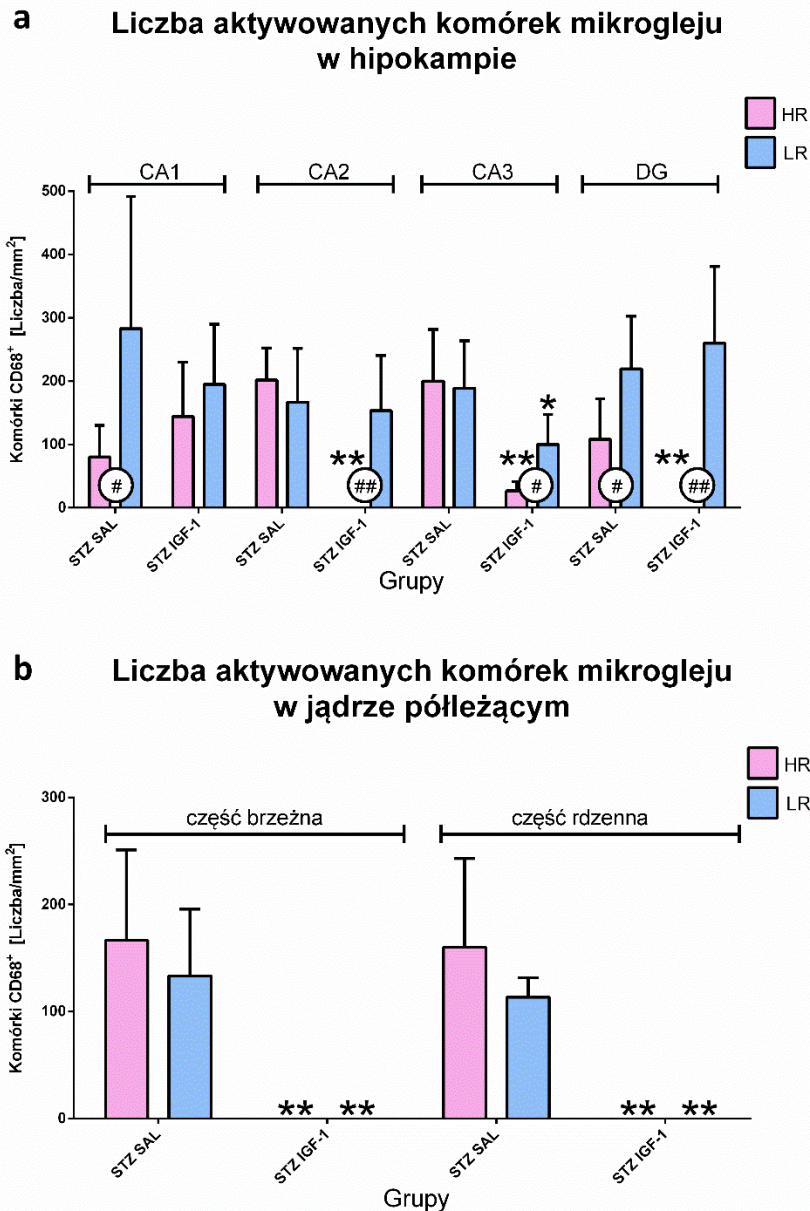 a
Liczba aktywowanych komórek mikrogleju
w hipokampie
HR
LR
CA1
CA2
CA3
DG
Komórki CD68⁺ [Liczba/mm²]
500
400
300
200
100
0
**
*
**
**
#
##
#
#
##
STZ SAL
STZ IGF-1
STZ SAL
STZ IGF-1
STZ SAL
STZ IGF-1
STZ SAL
STZ IGF-1
Grupy
b
Liczba aktywowanych komórek mikrogleju
w jądrze półleżącym
HR
LR
część brzeżna
część rdzenna
Komórki CD68⁺ [Liczba/mm²]
300
200
100
0
** **
** **
STZ SAL
STZ IGF-1
STZ SAL
STZ IGF-1
Grupy